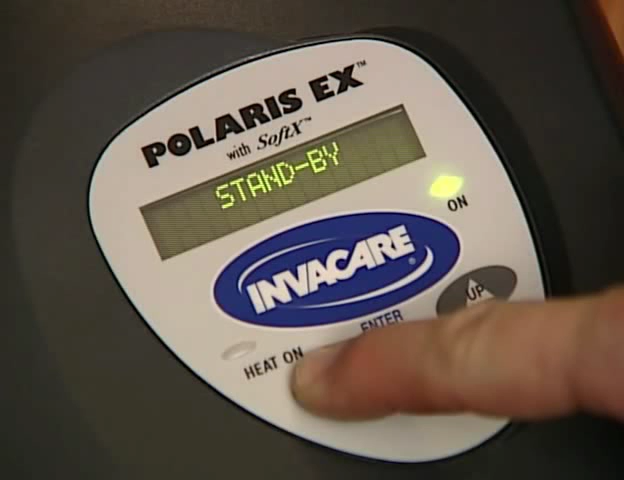 POLARIS EX™
with SoftX™
STAND-BY
ON
INVACARE®
UP
ENTER
HEAT ON